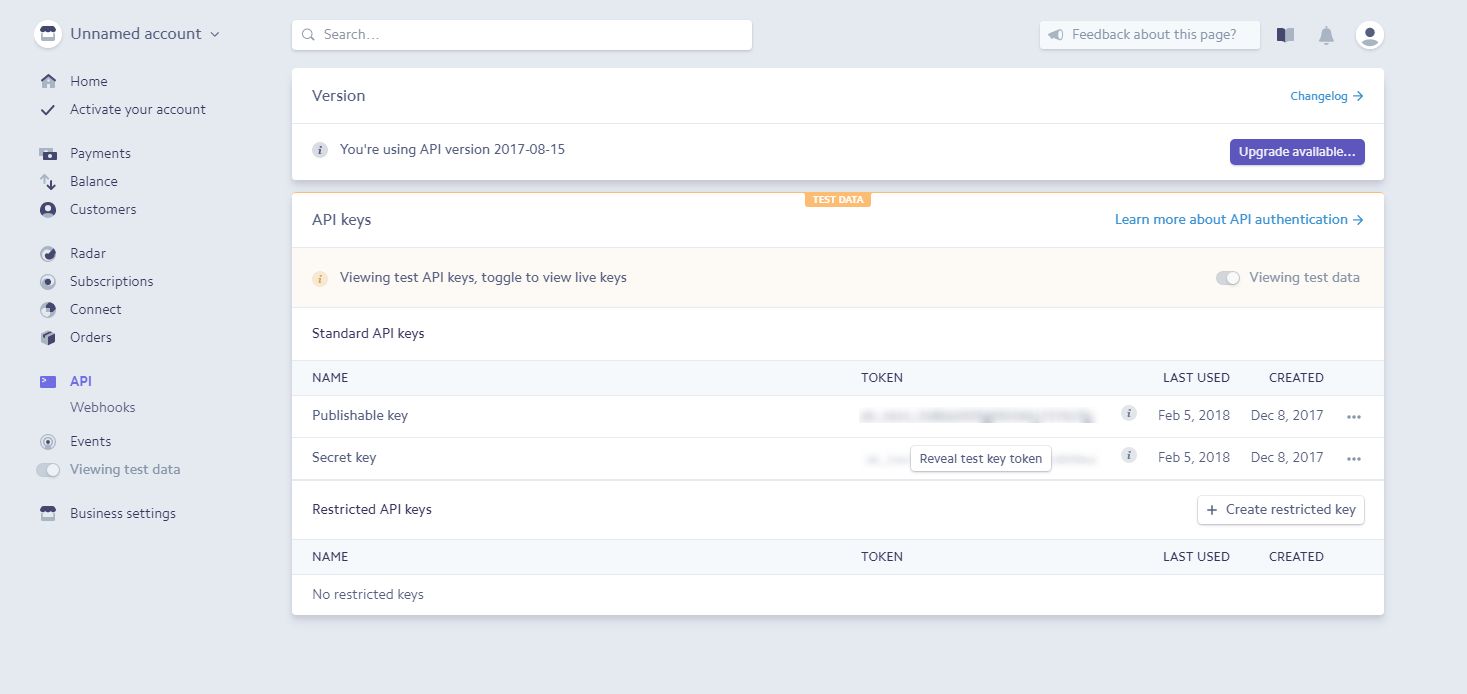 Unnamed account
Search...
Feedback about this page?
Home
Activate your account
Payments
Balance
Customers
Radar
Subscriptions
Connect
Orders
API
Webhooks
Events
Viewing test data
Business settings
Version
Changelog →
You're using API version 2017-08-15
Upgrade available...
TEST DATA
API keys
Learn more about API authentication →
Viewing test API keys, toggle to view live keys
Viewing test data
Standard API keys
NAME TOKEN LAST USED CREATED
Publishable key Feb 5, 2018 Dec 8, 2017
Secret key Reveal test key token Feb 5, 2018 Dec 8, 2017
Restricted API keys
+ Create restricted key
NAME TOKEN LAST USED CREATED
No restricted keys